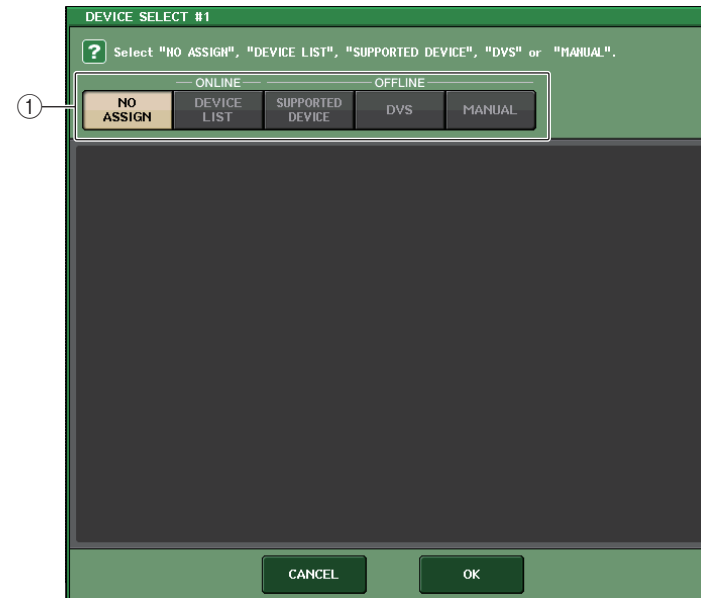 DEVICE SELECT #1
? Select "NO ASSIGN", "DEVICE LIST", "SUPPORTED DEVICE", "DVS" or "MANUAL".
ONLINE OFFLINE
① NO ASSIGN DEVICE LIST SUPPORTED DEVICE DVS MANUAL
CANCEL OK